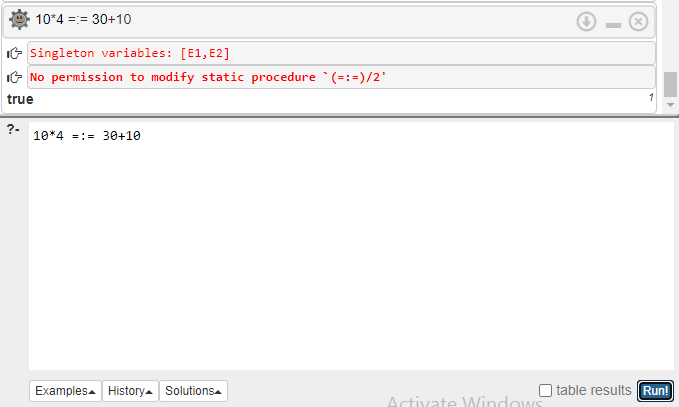 10*4 =:= 30+10
Singleton variables: [E1,E2]
No permission to modify static procedure `(=:=)/2'
true 1
?- 10*4 =:= 30+10
Examples History Solutions table results Run!
Activate Windows